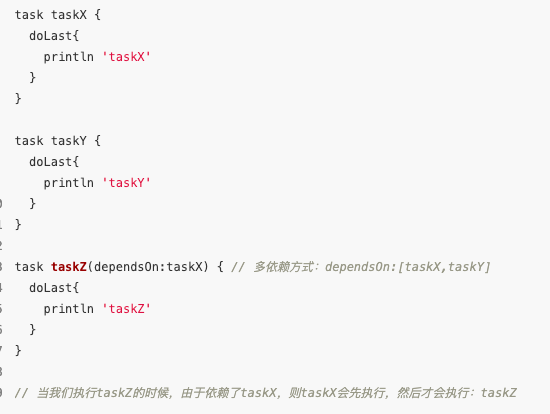 task taskX {
  doLast{
    println 'taskX'
  }
}

task taskY {
  doLast{
    println 'taskY'
  }
}

task taskZ(dependsOn:taskX) { // 多依赖方式：dependsOn:[taskX,taskY]
  doLast{
    println 'taskZ'
  }
}

// 当我们执行taskZ的时候，由于依赖了taskX，则taskX会先执行，然后才会执行：taskZ